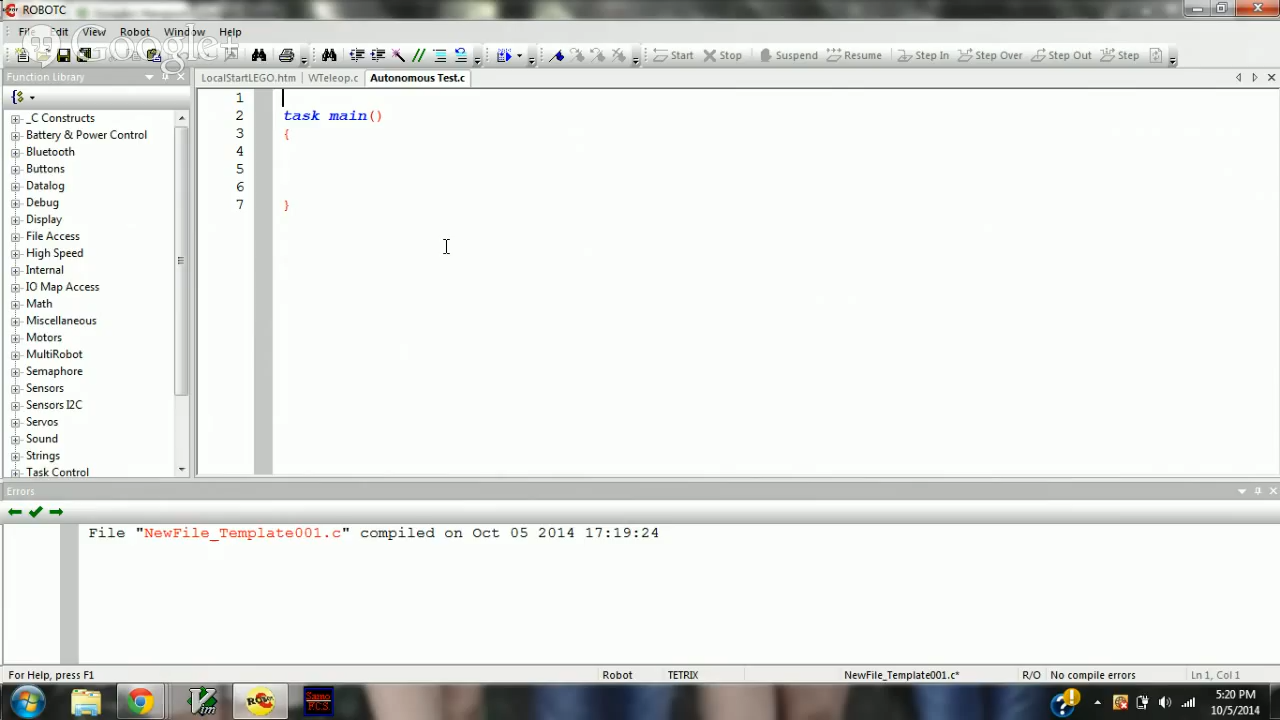 ROBOTC
File Edit View Robot Window Help
Google+
Start Stop Suspend Resume Step In Step Over Step Out Step
Function Library
LocalStartLEGO.htm WTeleop.c Autonomous Test.c
_C Constructs
Battery & Power Control
Bluetooth
Buttons
Datalog
Debug
Display
File Access
High Speed
Internal
IO Map Access
Math
Miscellaneous
Motors
MultiRobot
Semaphore
Sensors
Sensors I2C
Servos
Sound
Strings
Task Control
1
2 task main()
3 {
4
5
6
7 }
Errors
File "NewFile_Template001.c" compiled on Oct 05 2014 17:19:24
For Help, press F1 Robot TETRIX NewFile_Template001.c* R/O No compile errors Ln 1, Col 1
5:20 PM
10/5/2014